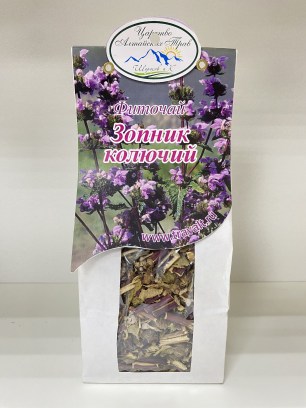 Царство
Алтайских Трав
Фиточай
Зопник
колючий